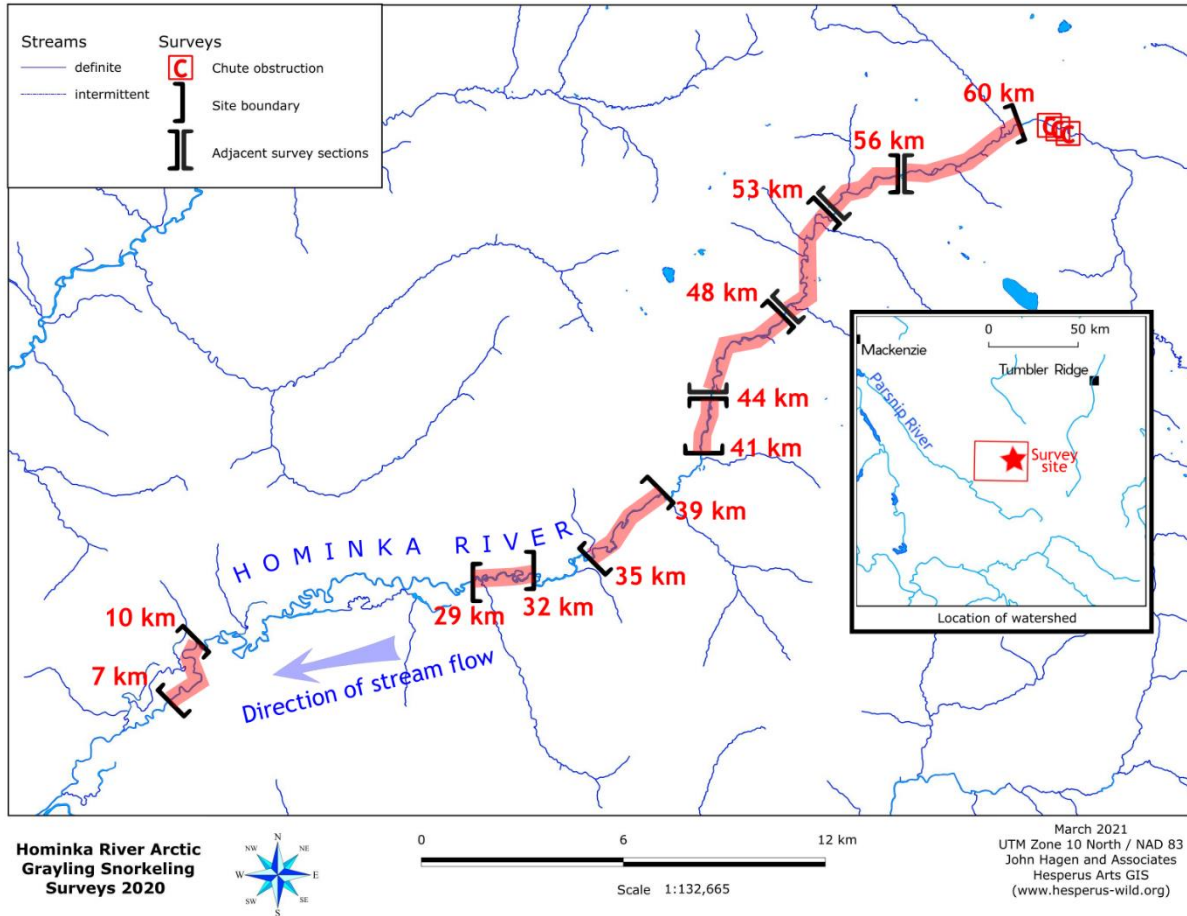 Streams
definite
intermittent
Surveys
C
Chute obstruction
Site boundary
Adjacent survey sections
60 km
C
C
C
56 km
53 km
48 km
44 km
41 km
39 km
35 km
32 km
29 km
HOMINKA RIVER
10 km
7 km
Direction of stream flow
0 50 km
Mackenzie
Tumbler Ridge
Parsnip River
Survey
site
Location of watershed
Hominka River Arctic
Grayling Snorkeling
Surveys 2020
N
NW NE
W E
SW SE
S
0 6 12 km
Scale 1:132,665
March 2021
UTM Zone 10 North / NAD 83
John Hagen and Associates
Hesperus Arts GIS
(www.hesperus-wild.org)